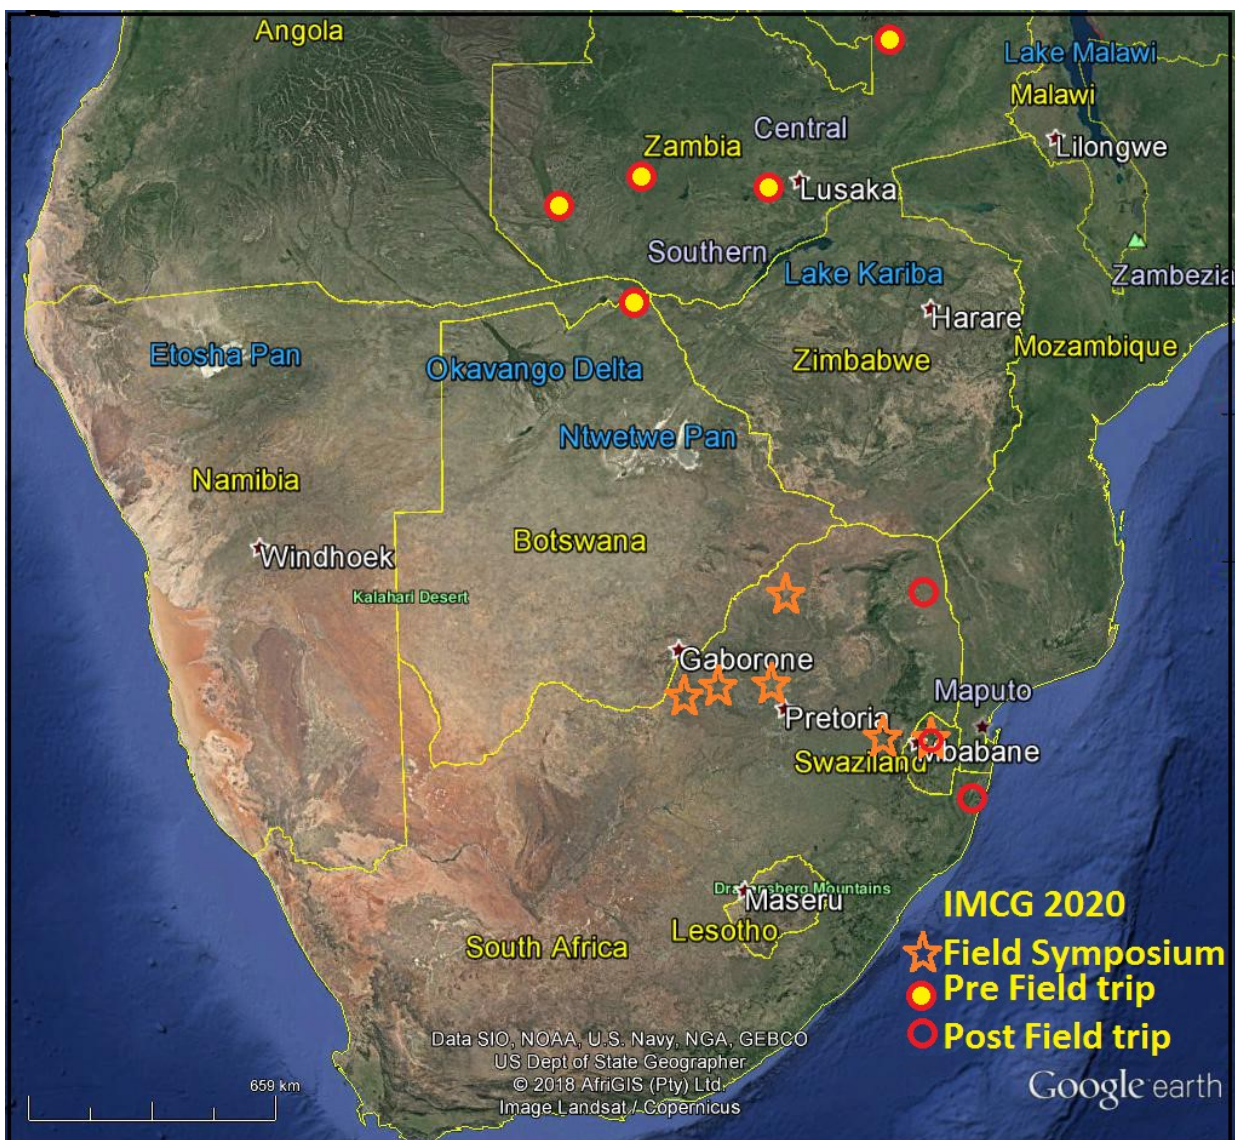 Angola
Lake Malawi
Malawi
Central
Zambia
Lilongwe
Lusaka
Southern
Lake Kariba
Zambezia
Harare
Etosha Pan
Okavango Delta
Zimbabwe
Mozambique
Ntwetwe Pan
Namibia
Botswana
Windhoek
Kalahari Desert
Gaborone
Maputo
Pretoria
Mbabane
Swaziland
Drakensberg Mountains
Maseru
Lesotho
South Africa
IMCG 2020
Field Symposium
Pre Field trip
Post Field trip
Data SIO, NOAA, U.S. Navy, NGA, GEBCO
US Dept of State Geographer
© 2018 AfriGIS (Pty) Ltd.
Image Landsat / Copernicus
659 km
Google earth